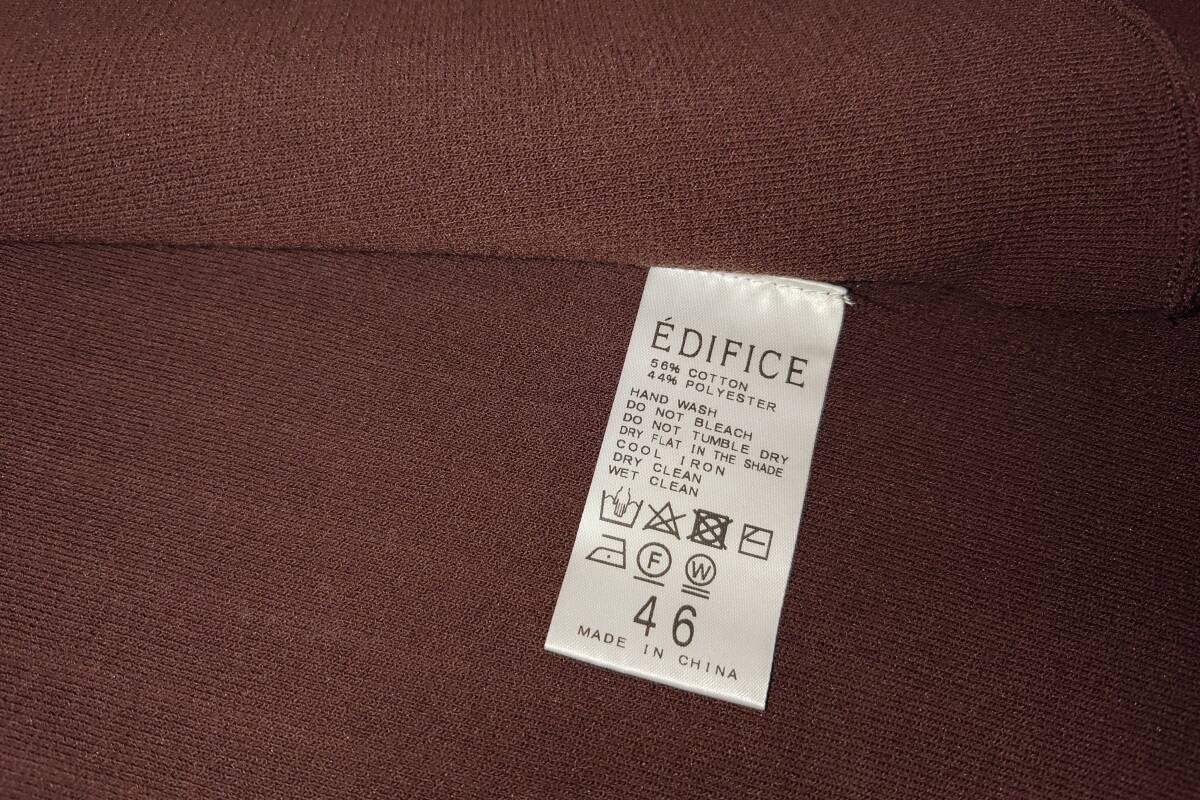 ÉDIFICE
56% COTTON
44% POLYESTER
HAND WASH
DO NOT BLEACH
DO NOT TUMBLE DRY
DRY FLAT IN THE SHADE
COOL IRON
DRY CLEAN
WET CLEAN
F W
46
MADE IN CHINA